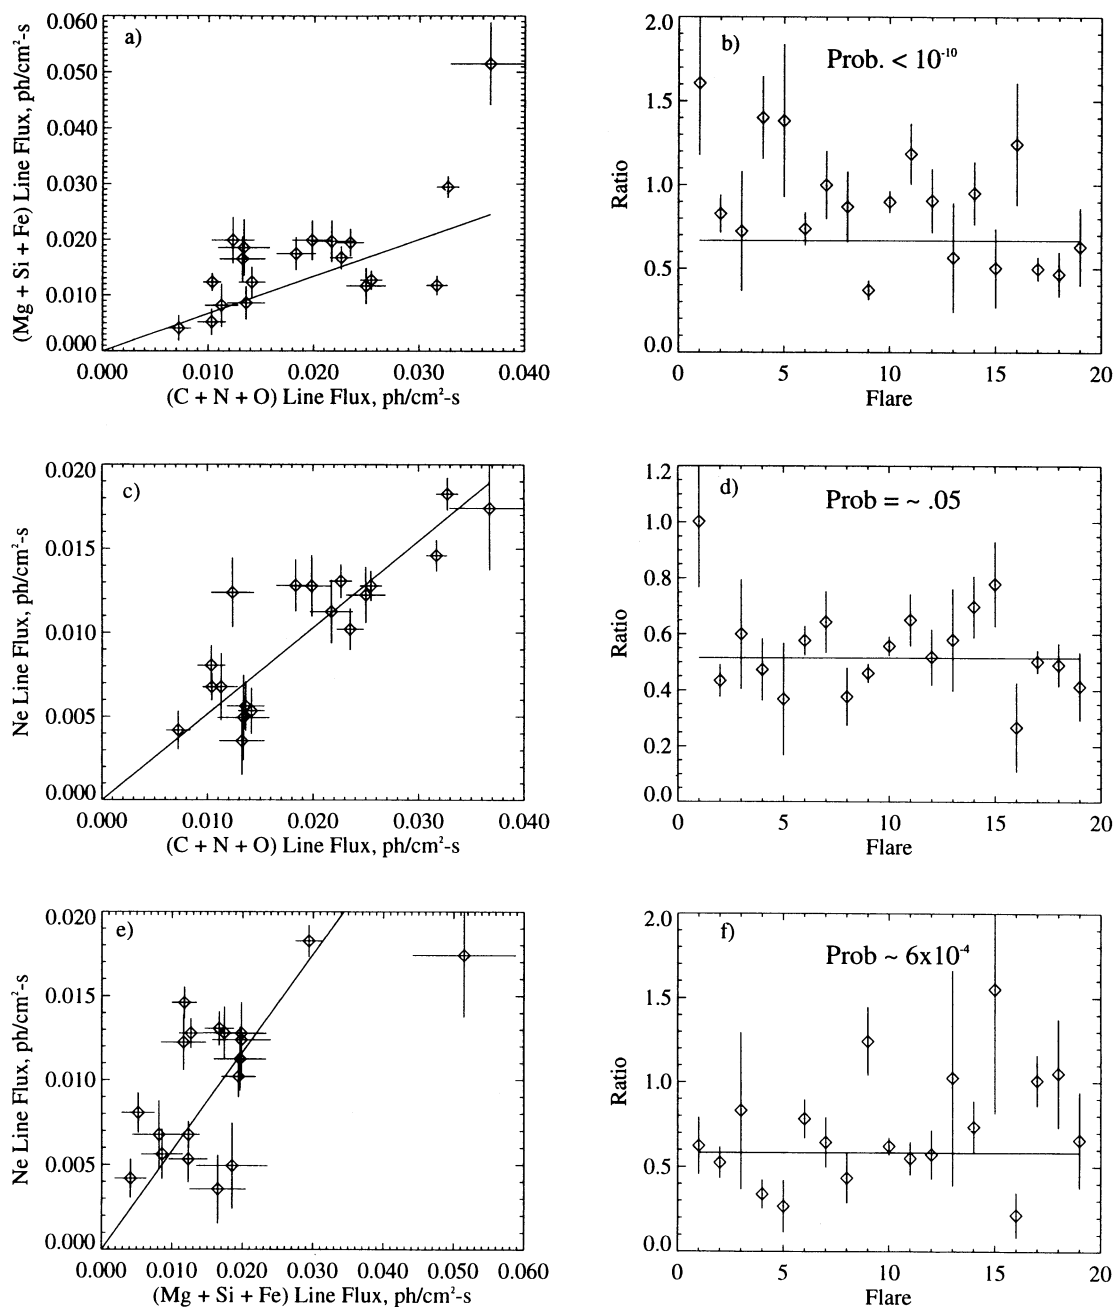 a)
(Mg + Si + Fe) Line Flux, ph/cm²-s
0.050
0.040
0.030
0.020
0.010
0.000
0.000 0.010 0.020 0.030 0.040
(C + N + O) Line Flux, ph/cm²-s
b)
Prob. < 10⁻¹⁰
Ratio
2.0
1.5
1.0
0.5
0.0
0 5 10 15 20
Flare
c)
Ne Line Flux, ph/cm²-s
0.020
0.015
0.010
0.005
0.000
0.000 0.010 0.020 0.030 0.040
(C + N + O) Line Flux, ph/cm²-s
d)
Prob = ~ .05
Ratio
1.2
1.0
0.8
0.6
0.4
0.2
0.0
0 5 10 15 20
Flare
e)
Ne Line Flux, ph/cm²-s
0.020
0.015
0.010
0.005
0.000
0.000 0.010 0.020 0.030 0.040 0.050 0.060
(Mg + Si + Fe) Line Flux, ph/cm²-s
f)
Prob ~ 6x10⁻⁴
Ratio
2.0
1.5
1.0
0.5
0.0
0 5 10 15 20
Flare